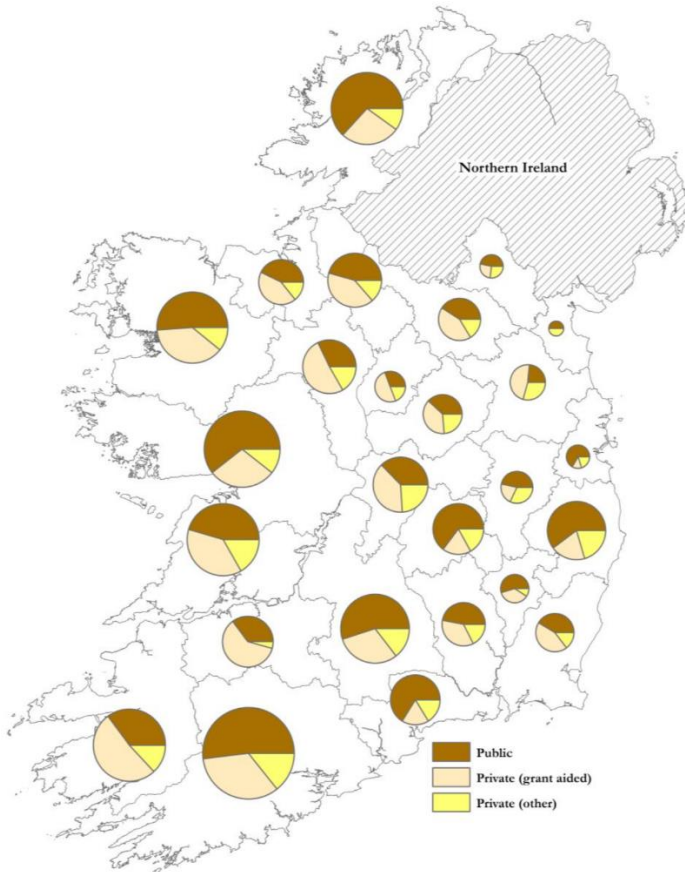 Northern Ireland
Public
Private (grant aided)
Private (other)